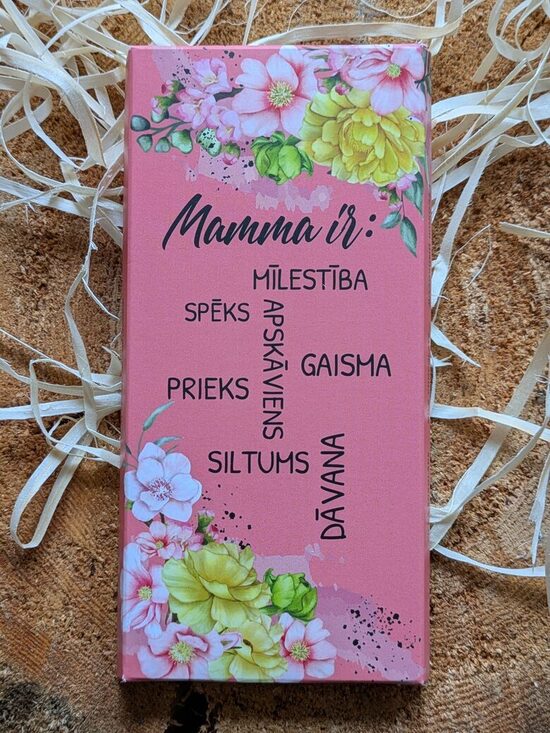 Mamma ir:
MĪLESTĪBA
SPĒKS
APSKĀVIENS
GAISMA
PRIEKS
SILTUMS
DĀVANA